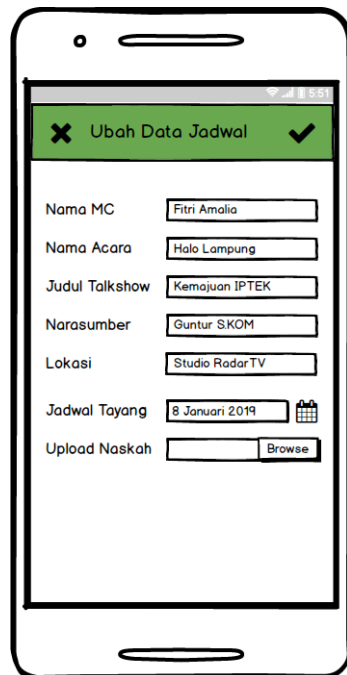 5:51
Ubah Data Jadwal
Nama MC Fitri Amalia
Nama Acara Halo Lampung
Judul Talkshow Kemajuan IPTEK
Narasumber Guntur S.KOM
Lokasi Studio RadarTV
Jadwal Tayang 8 Januari 2019
Upload Naskah Browse